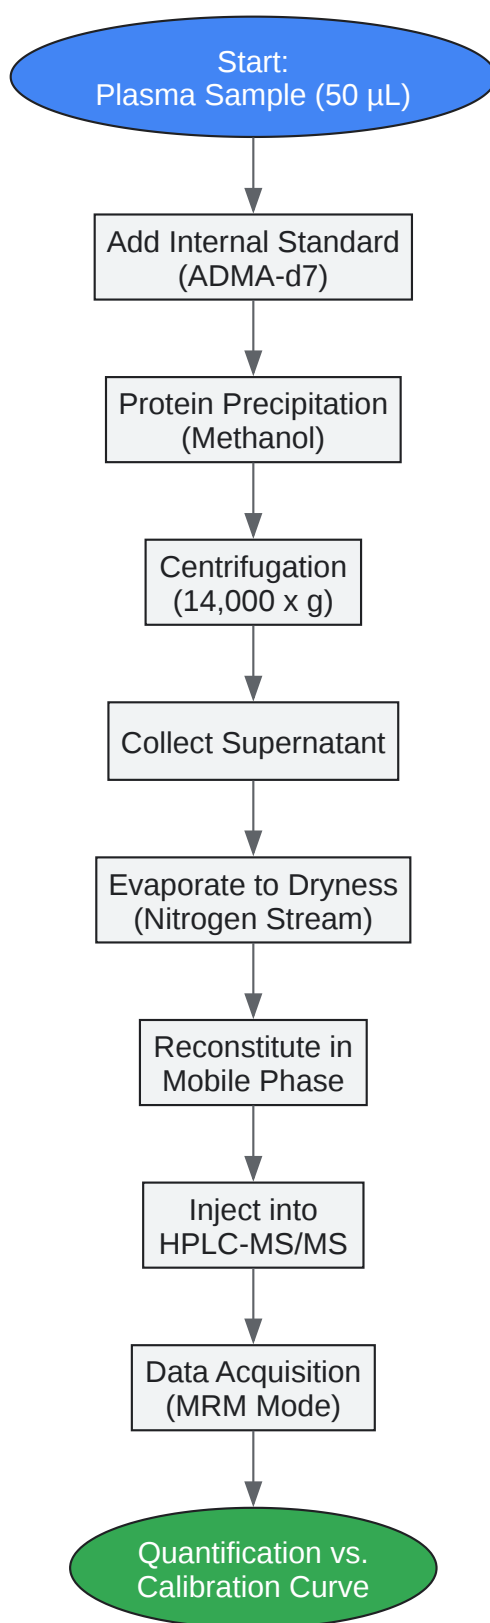 Start:
Plasma Sample (50 µL)
Add Internal Standard
(ADMA-d7)
Protein Precipitation
(Methanol)
Centrifugation
(14,000 x g)
Collect Supernatant
Evaporate to Dryness
(Nitrogen Stream)
Reconstitute in
Mobile Phase
Inject into
HPLC-MS/MS
Data Acquisition
(MRM Mode)
Quantification vs.
Calibration Curve